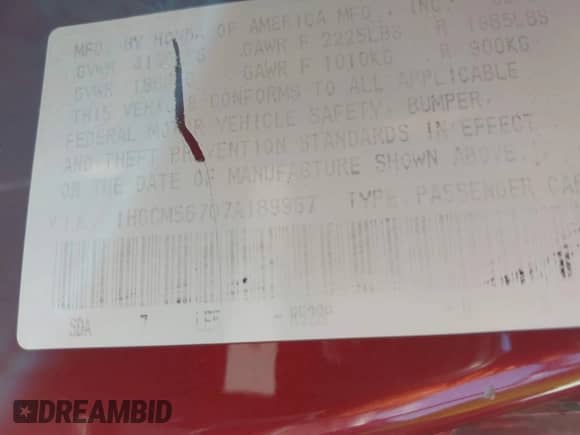 MFD. BY HONDA OF AMERICA MFG., INC.
GVWR GAWR F 2225LBS R 1985LBS
GVWR GAWR F 1010KG R 900KG
THIS VEHICLE CONFORMS TO ALL APPLICABLE
FEDERAL MOTOR VEHICLE SAFETY, BUMPER,
AND THEFT PREVENTION STANDARDS IN EFFECT
ON THE DATE OF MANUFACTURE SHOWN ABOVE.
1HGCM56707A189967 TYPE PASSENGER CAR
SDA 7
DREAMBID